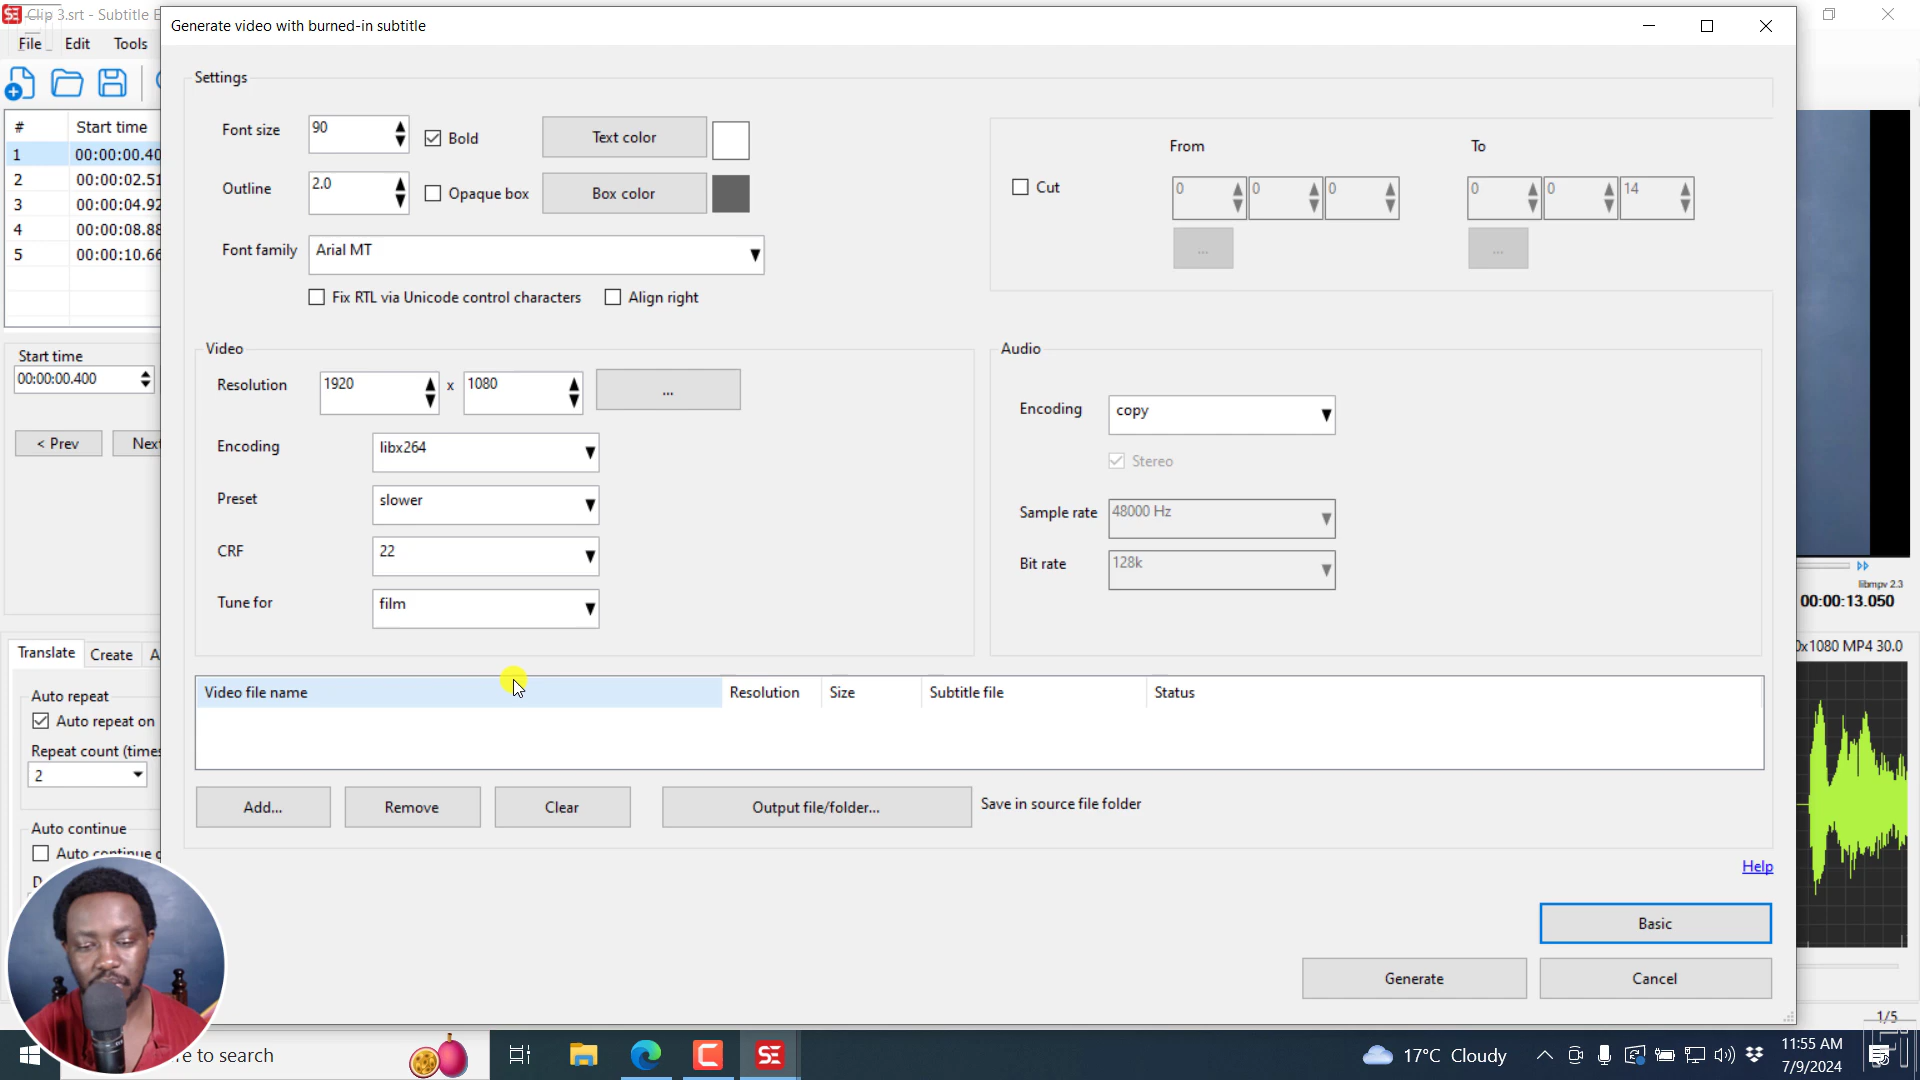 Clip 3.srt - Subtitle E
Generate video with burned-in subtitle
File Edit Tools
Settings
# Start time
1 00:00:00.40
2 00:00:02.51
3 00:00:04.92
4 00:00:08.88
5 00:00:10.66
Font size 90 Bold Text color
Outline 2.0 Opaque box Box color
Font family Arial MT
Fix RTL via Unicode control characters Align right
From To
Cut 0 0 0 0 0 14
... ...
Start time
00:00:00.400
< Prev Next
Video
Resolution 1920 x 1080 ...
Encoding libx264
Preset slower
CRF 22
Tune for film
Audio
Encoding copy
Stereo
Sample rate 48000 Hz
Bit rate 128k
libmpv 2.3
00:00:13.050
0x1080 MP4 30.0
Translate Create A
Auto repeat
Auto repeat on
Repeat count (times
2
Auto continue
Auto continue o
D
Video file name Resolution Size Subtitle file Status
Add... Remove Clear Output file/folder... Save in source file folder
Help
Basic
Generate Cancel
1/5
re to search
17°C Cloudy
11:55 AM
7/9/2024
SE